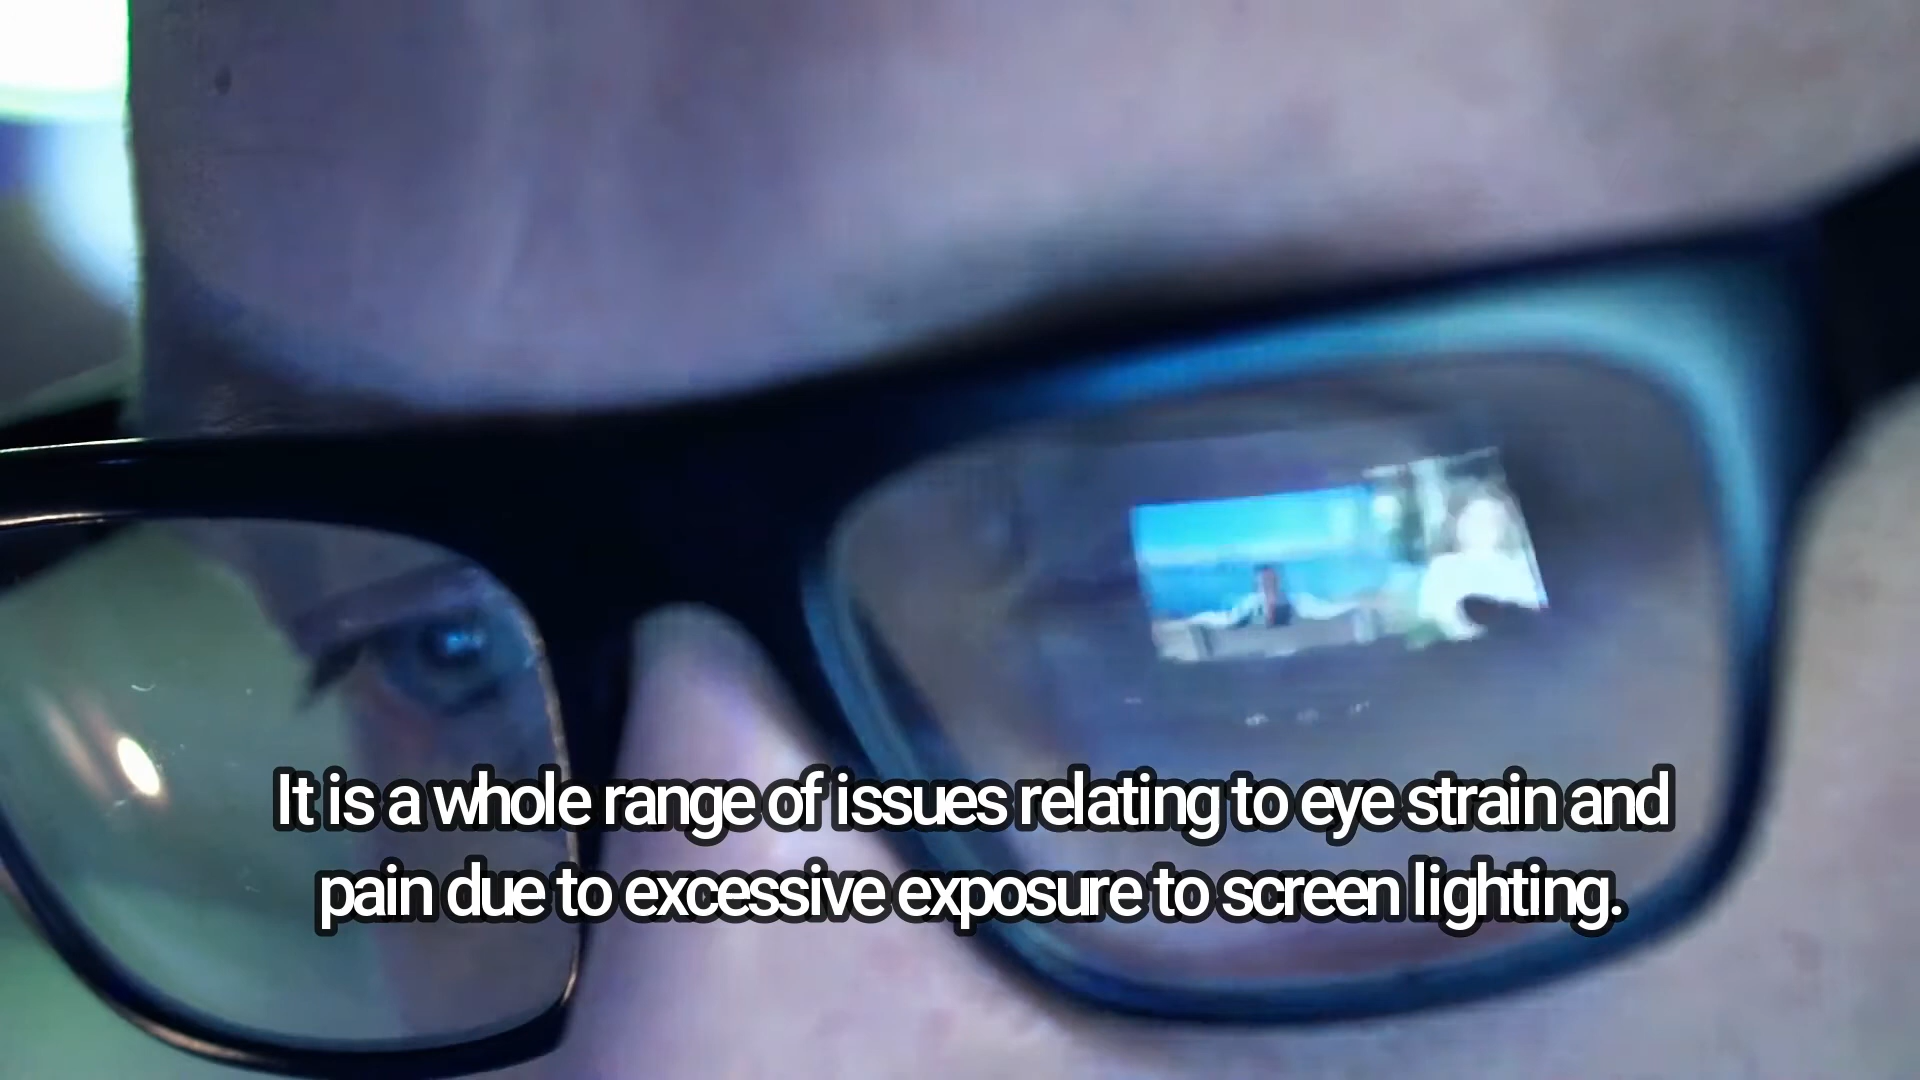 It is a whole range of issues relating to eye strain and
pain due to excessive exposure to screen lighting.